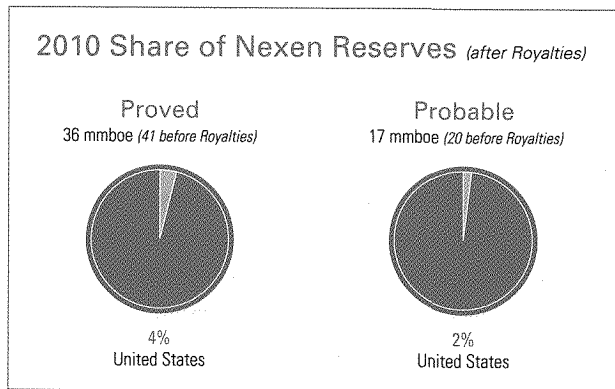 2010 Share of Nexen Reserves (after Royalties)
Proved
36 mmboe (41 before Royalties)
4%
United States
Probable
17 mmboe (20 before Royalties)
2%
United States